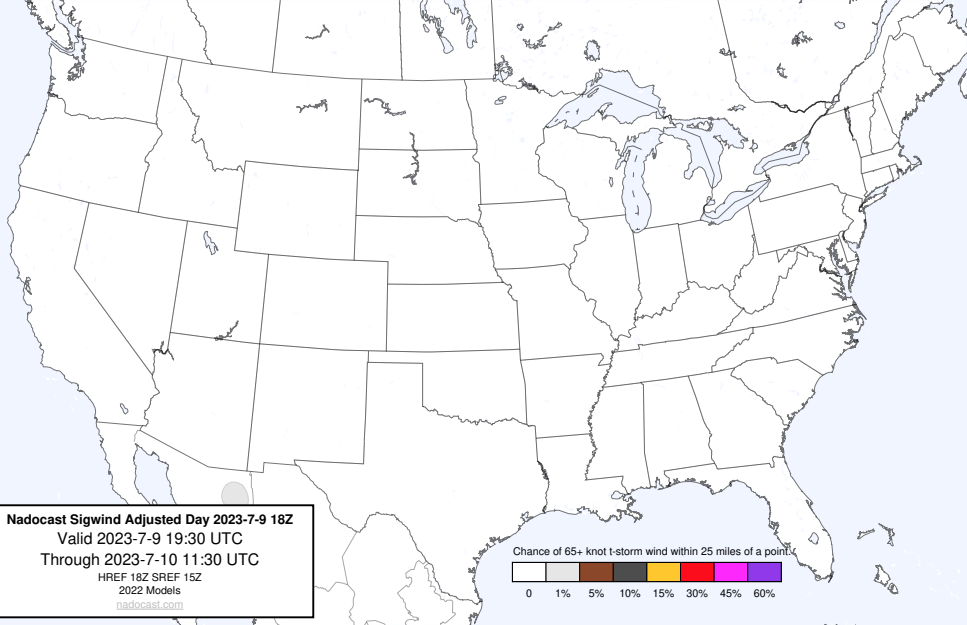 Nadocast Sigwind Adjusted Day 2023-7-9 18Z
Valid 2023-7-9 19:30 UTC
Through 2023-7-10 11:30 UTC
HREF 18Z SREF 15Z
2022 Models
nadocast.com
Chance of 65+ knot t-storm wind within 25 miles of a point.
0 1% 5% 10% 15% 30% 45% 60%